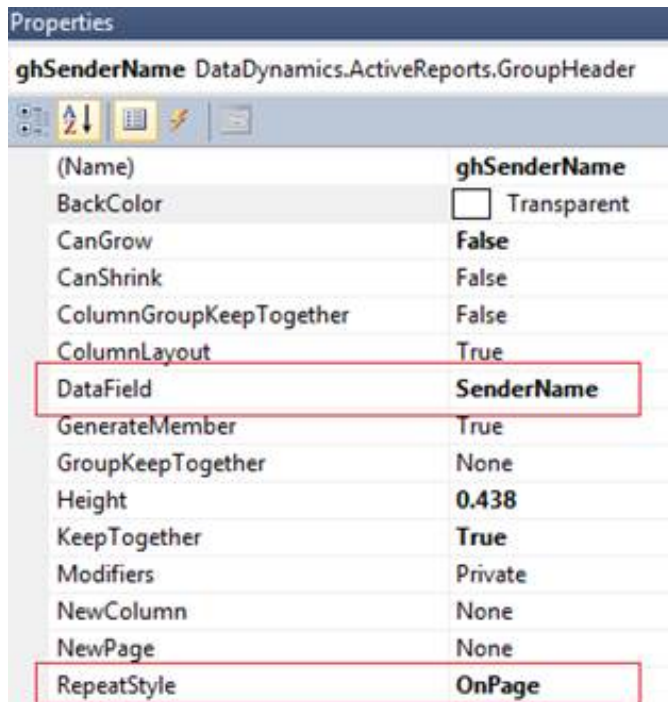 Properties
ghSenderName DataDynamics.ActiveReports.GroupHeader
(Name) ghSenderName
BackColor Transparent
CanGrow False
CanShrink False
ColumnGroupKeepTogether False
ColumnLayout True
DataField SenderName
GenerateMember True
GroupKeepTogether None
Height 0.438
KeepTogether True
Modifiers Private
NewColumn None
NewPage None
RepeatStyle OnPage